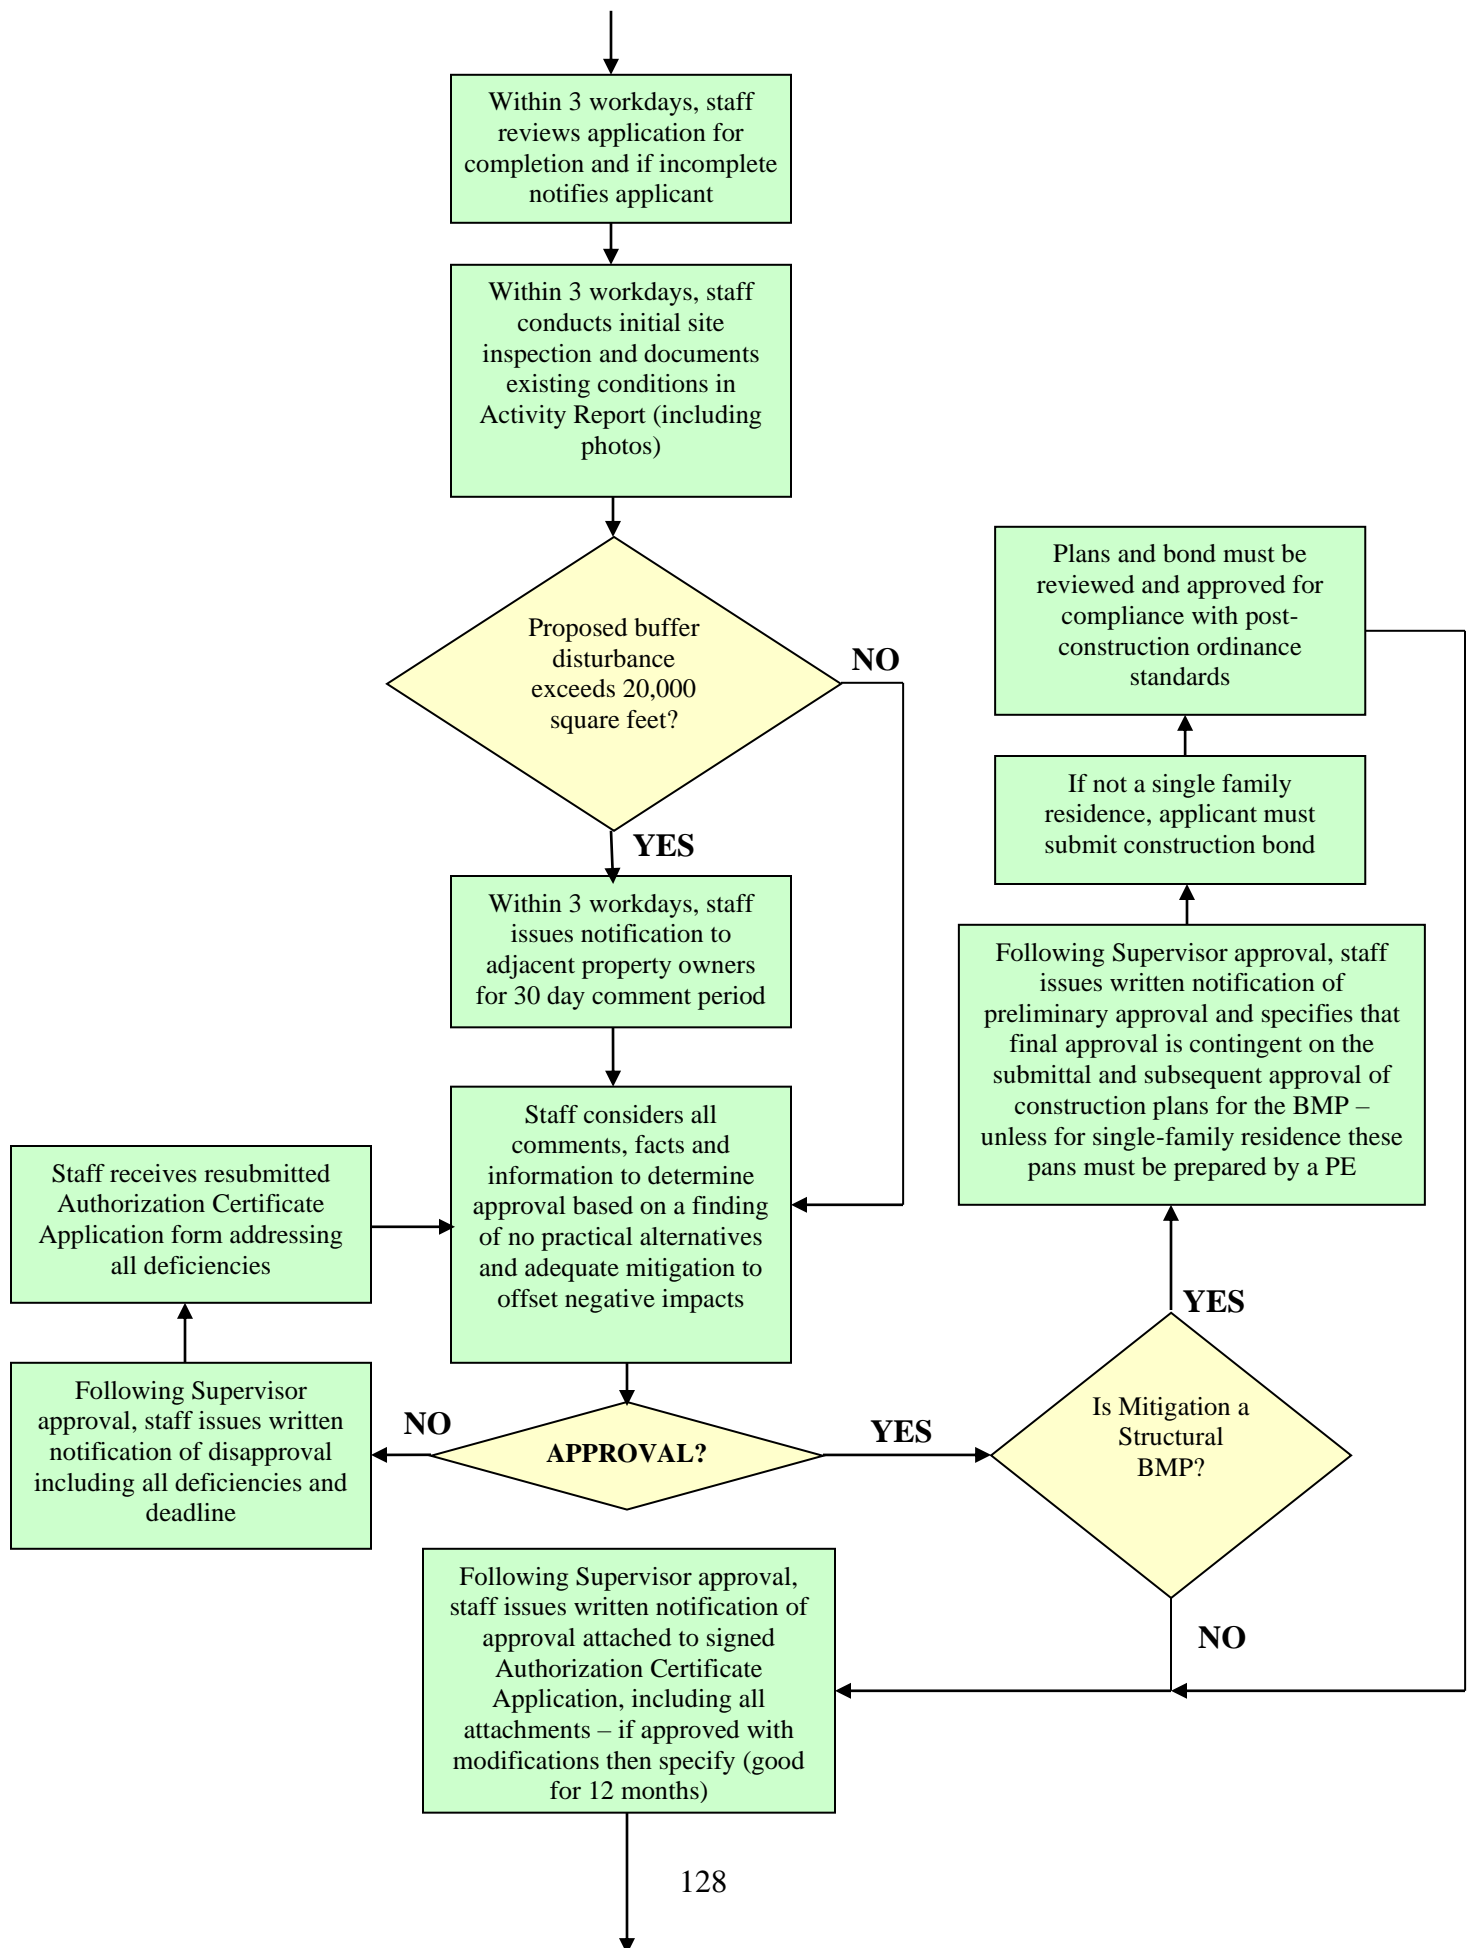 Within 3 workdays, staff
reviews application for
completion and if incomplete
notifies applicant
Within 3 workdays, staff
conducts initial site
inspection and documents
existing conditions in
Activity Report (including
photos)
Proposed buffer
disturbance
exceeds 20,000
square feet?
NO
YES
Within 3 workdays, staff
issues notification to
adjacent property owners
for 30 day comment period
Staff considers all
comments, facts and
information to determine
approval based on a finding
of no practical alternatives
and adequate mitigation to
offset negative impacts
APPROVAL?
NO
Following Supervisor
approval, staff issues written
notification of disapproval
including all deficiencies and
deadline
Staff receives resubmitted
Authorization Certificate
Application form addressing
all deficiencies
YES
Is Mitigation a
Structural
BMP?
YES
Following Supervisor approval, staff
issues written notification of
preliminary approval and specifies that
final approval is contingent on the
submittal and subsequent approval of
construction plans for the BMP –
unless for single-family residence these
pans must be prepared by a PE
If not a single family
residence, applicant must
submit construction bond
Plans and bond must be
reviewed and approved for
compliance with post-
construction ordinance
standards
NO
Following Supervisor approval,
staff issues written notification of
approval attached to signed
Authorization Certificate
Application, including all
attachments – if approved with
modifications then specify (good
for 12 months)
128